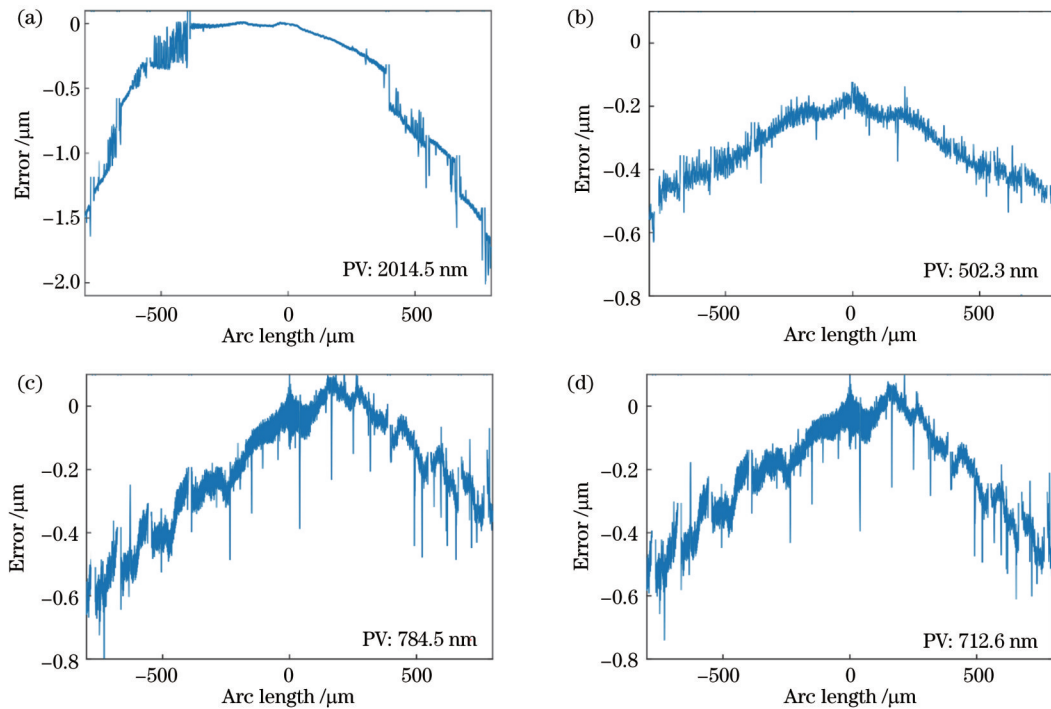 (a)
0
−0.5
−1.0
−1.5
−2.0
Error /μm
PV: 2014.5 nm
−500 0 500
Arc length /μm
(b)
0
−0.2
−0.4
−0.6
−0.8
Error /μm
PV: 502.3 nm
−500 0 500
Arc length /μm
(c)
0
−0.2
−0.4
−0.6
−0.8
Error /μm
PV: 784.5 nm
−500 0 500
Arc length /μm
(d)
0
−0.2
−0.4
−0.6
−0.8
Error /μm
PV: 712.6 nm
−500 0 500
Arc length /μm